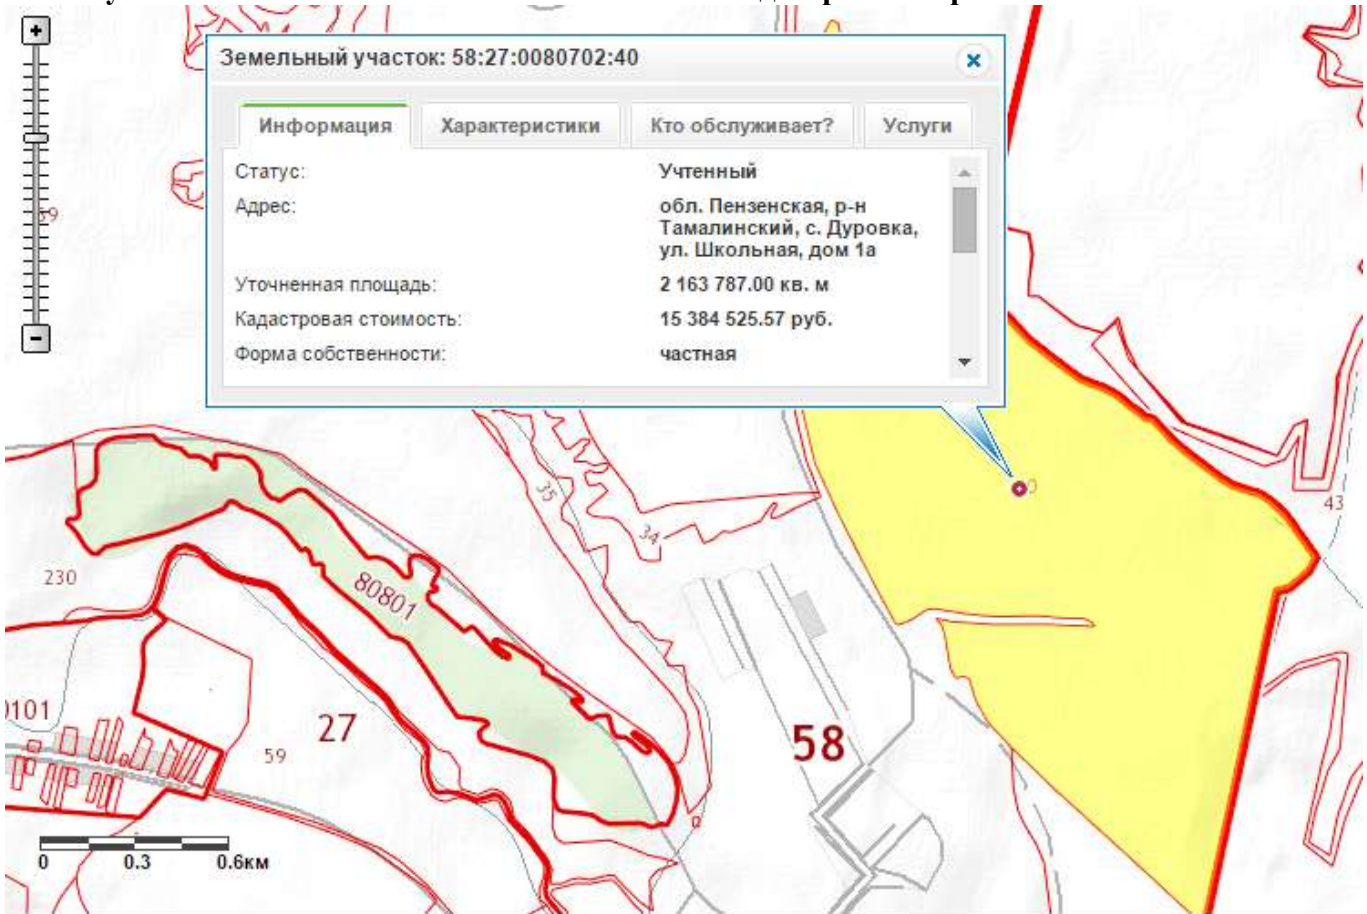 Земельный участок: 58:27:0080702:40
Информация Характеристики Кто обслуживает? Услуги
Статус: Учтенный
Адрес: обл. Пензенская, р-н
Тамалинский, с. Дуровка,
ул. Школьная, дом 1а
Уточненная площадь: 2 163 787.00 кв. м
Кадастровая стоимость: 15 384 525.57 руб.
Форма собственности: частная
35
34
43
230
80801
0101
27
59
58
0 0.3 0.6км